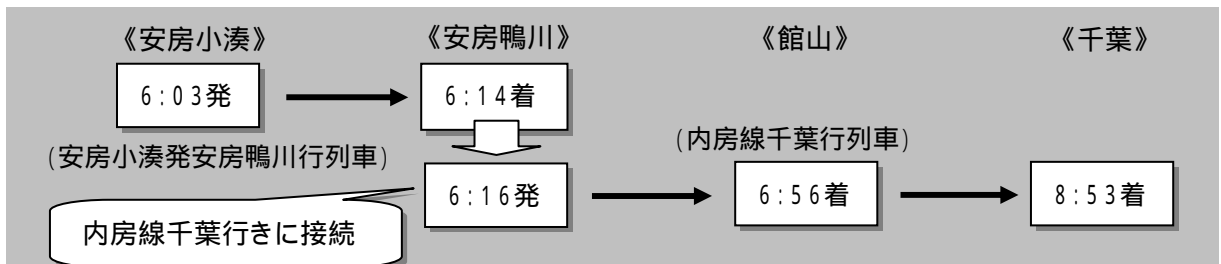 《安房小湊》 《安房鴨川》 《館山》 《千葉》
6:03発 6:14着
(安房小湊発安房鴨川行列車) (内房線千葉行列車)
6:16発 6:56着 8:53着
内房線千葉行きに接続